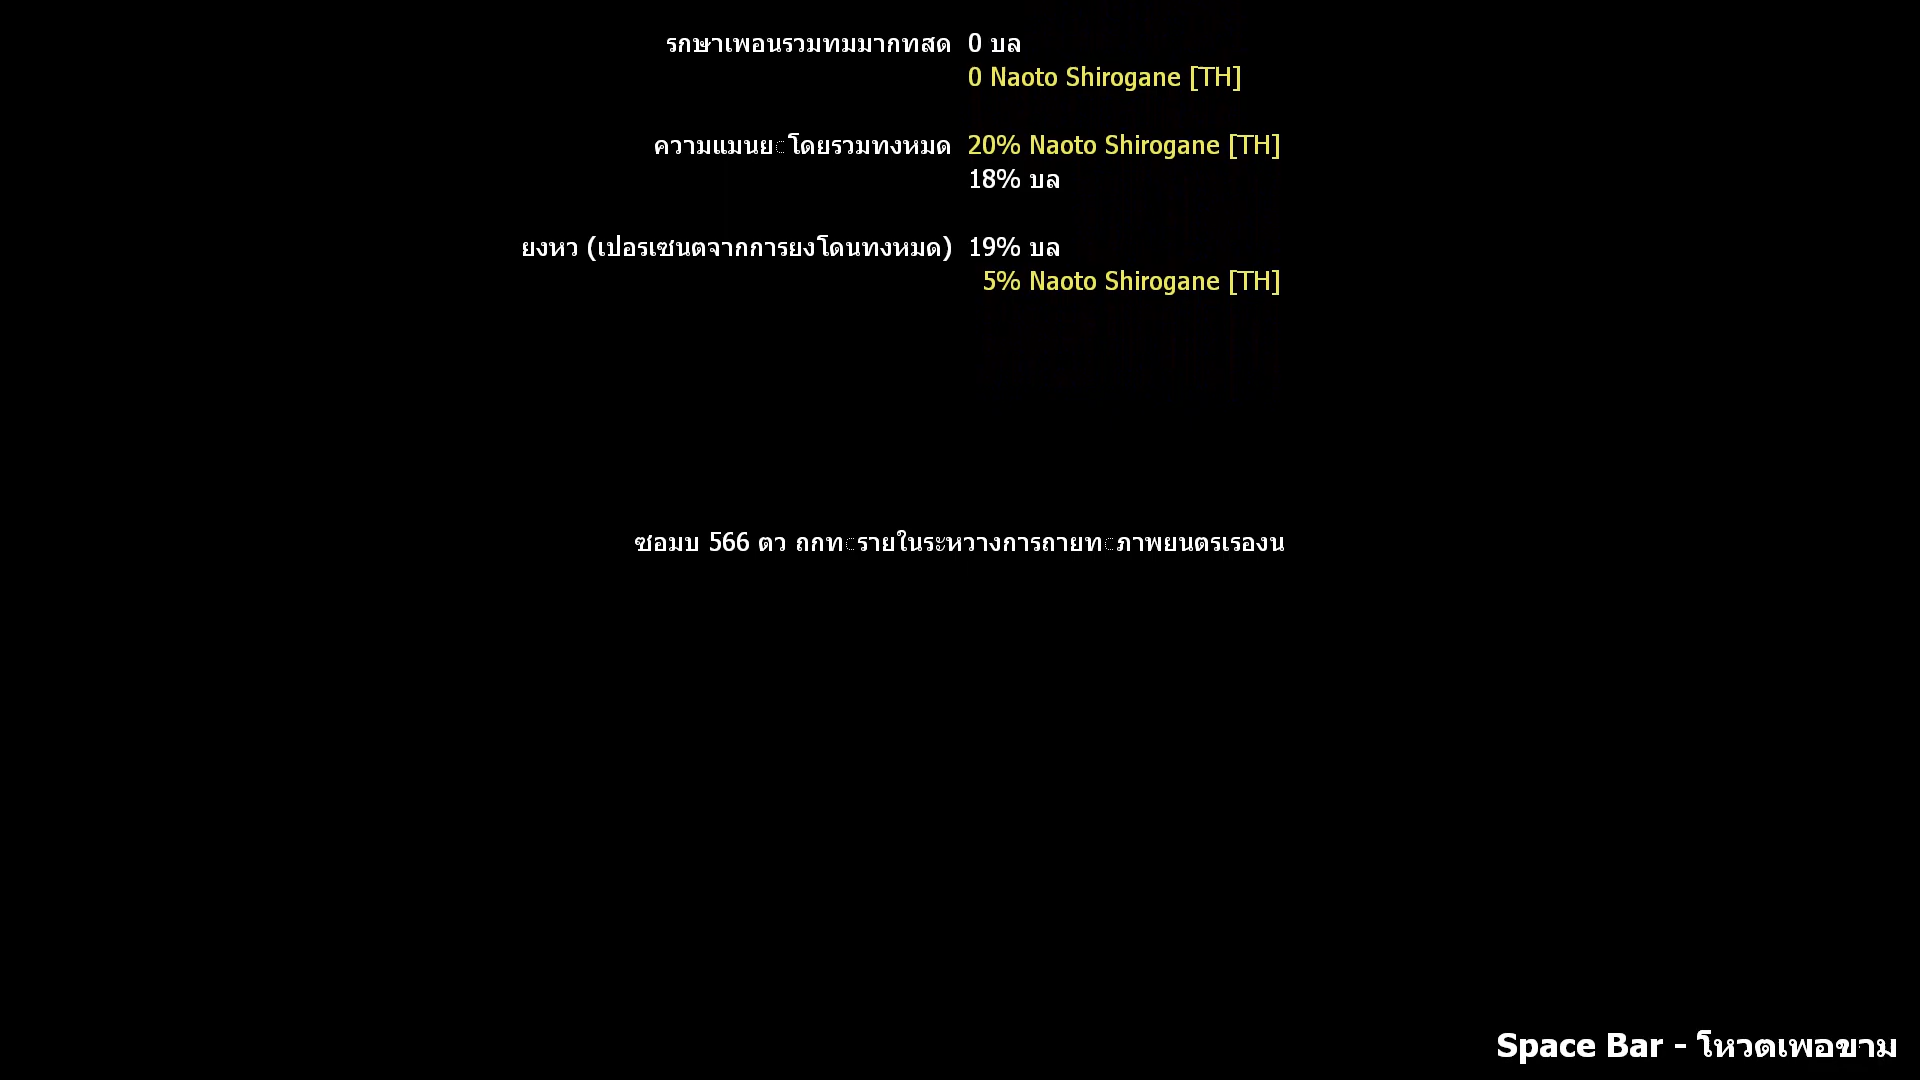 รกษาเพอนรวมทมมากทสด 0 บล
0 Naoto Shirogane [TH]
ความแมนยโดยรวมทงหมด 20% Naoto Shirogane [TH]
18% บล
ยงหว (เปอรเซนตจากการยงโดนทงหมด) 19% บล
5% Naoto Shirogane [TH]
ซอมบ 566 ตว ถกทรายในระหวางการถายทภาพยนตรเรองน
Space Bar - โหวตเพอขาม